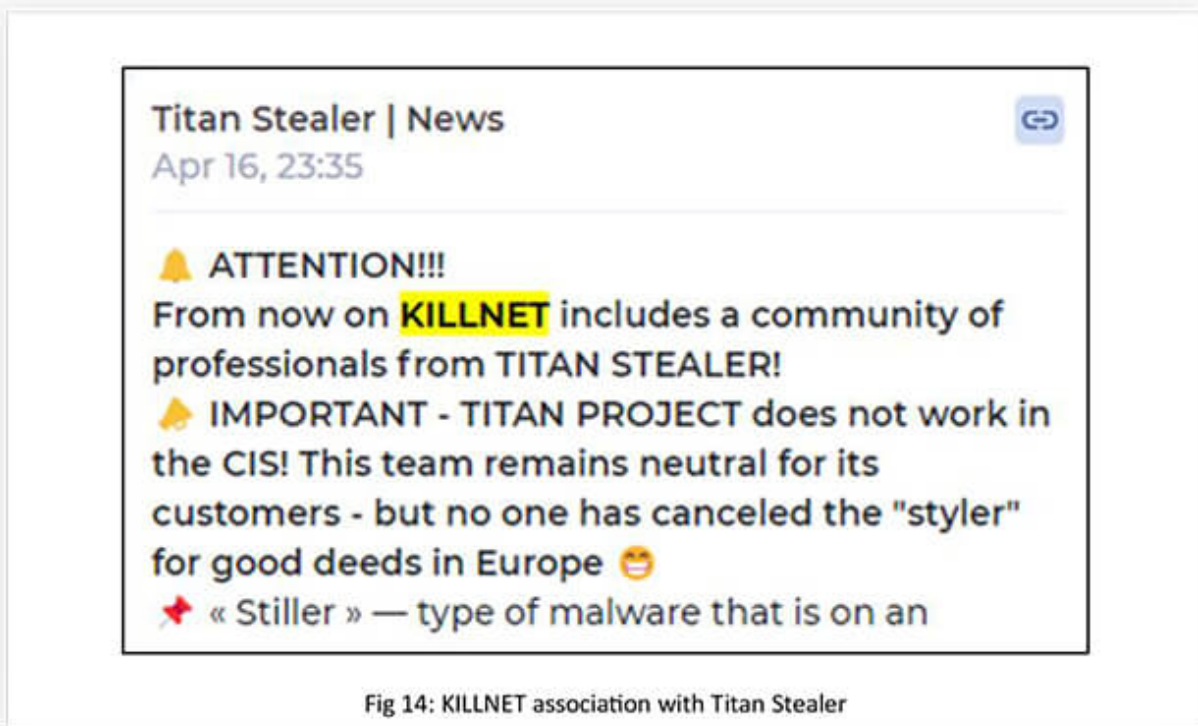 Titan Stealer | News
Apr 16, 23:35
🔔 ATTENTION!!!
From now on KILLNET includes a community of
professionals from TITAN STEALER!
📣 IMPORTANT - TITAN PROJECT does not work in
the CIS! This team remains neutral for its
customers - but no one has canceled the "styler"
for good deeds in Europe 😁
📌 « Stiller » — type of malware that is on an
Fig 14: KILLNET association with Titan Stealer